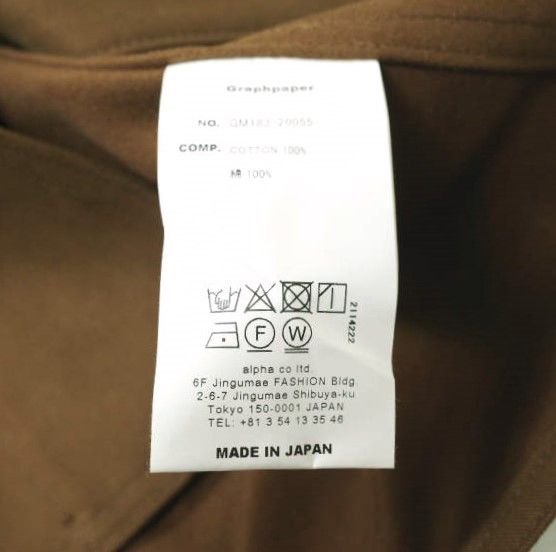 Graphpaper
NO. GM183-20055
COMP. COTTON 100%
綿 100%
2114222
F W
alpha co ltd.
6F Jingumae FASHION Bldg.
2-6-7 Jingumae Shibuya-ku
Tokyo 150-0001 JAPAN
TEL: +81 3 54 13 35 46
MADE IN JAPAN